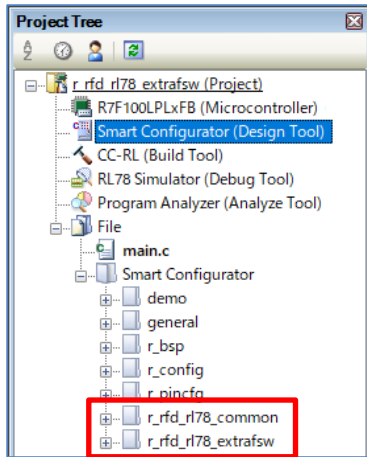 Project Tree
r_rfd_rl78_extrafsw (Project)
R7F100LPLxFB (Microcontroller)
Smart Configurator (Design Tool)
CC-RL (Build Tool)
RL78 Simulator (Debug Tool)
Program Analyzer (Analyze Tool)
File
main.c
Smart Configurator
demo
general
r_bsp
r_config
r_pincfg
r_rfd_rl78_common
r_rfd_rl78_extrafsw